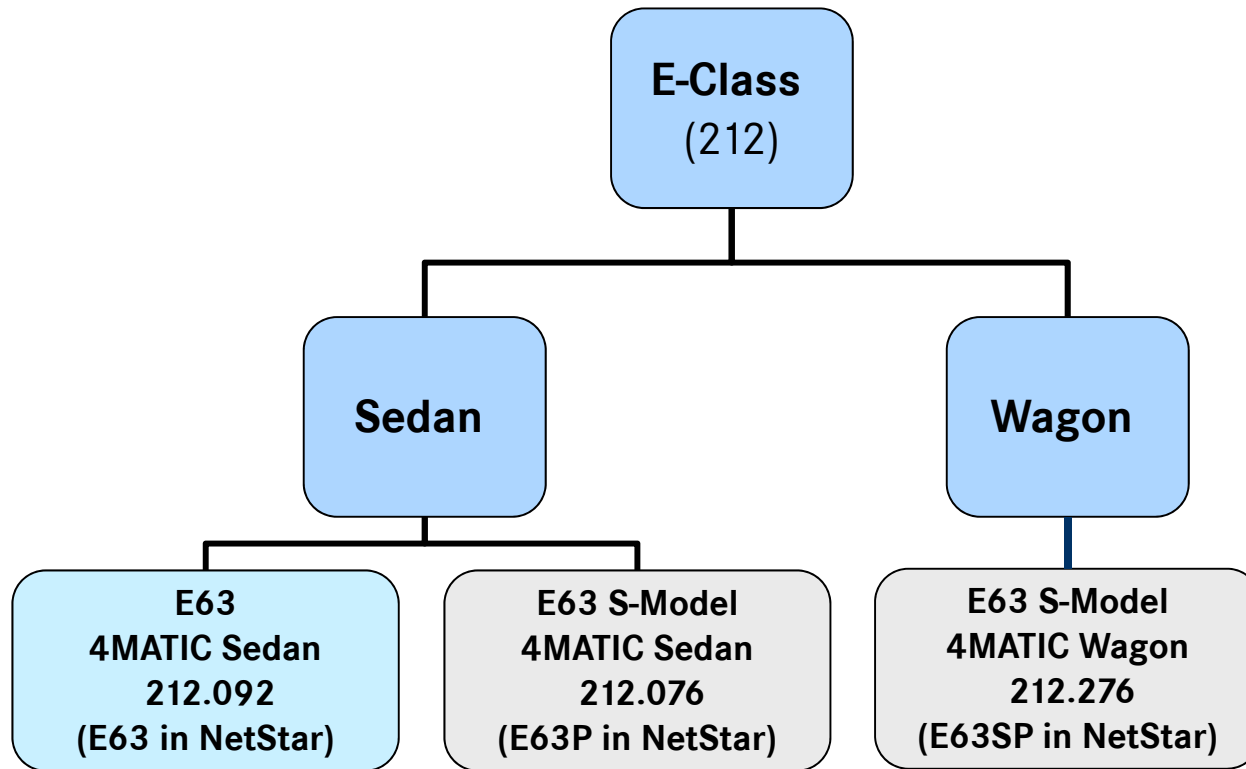 E-Class
(212)
Sedan
Wagon
E63
4MATIC Sedan
212.092
(E63 in NetStar)
E63 S-Model
4MATIC Sedan
212.076
(E63P in NetStar)
E63 S-Model
4MATIC Wagon
212.276
(E63SP in NetStar)